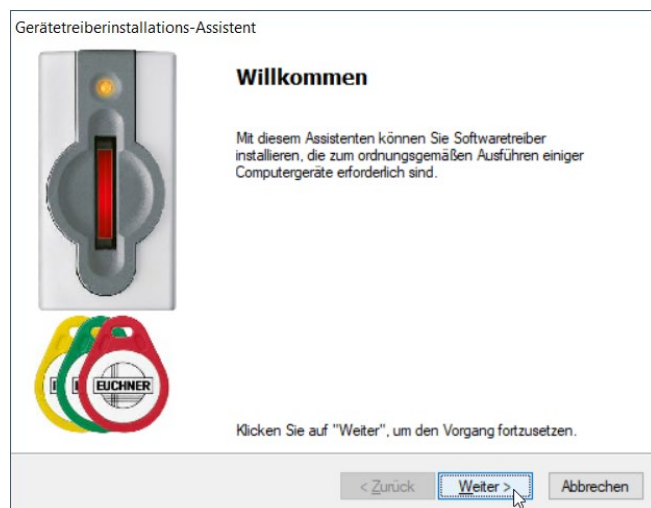 Gerätetreiberinstallations-Assistent
Willkommen
Mit diesem Assistenten können Sie Softwaretreiber
installieren, die zum ordnungsgemäßen Ausführen einiger
Computergeräte erforderlich sind.
EUCHNER
Klicken Sie auf "Weiter", um den Vorgang fortzusetzen.
< Zurück
Weiter >
Abbrechen